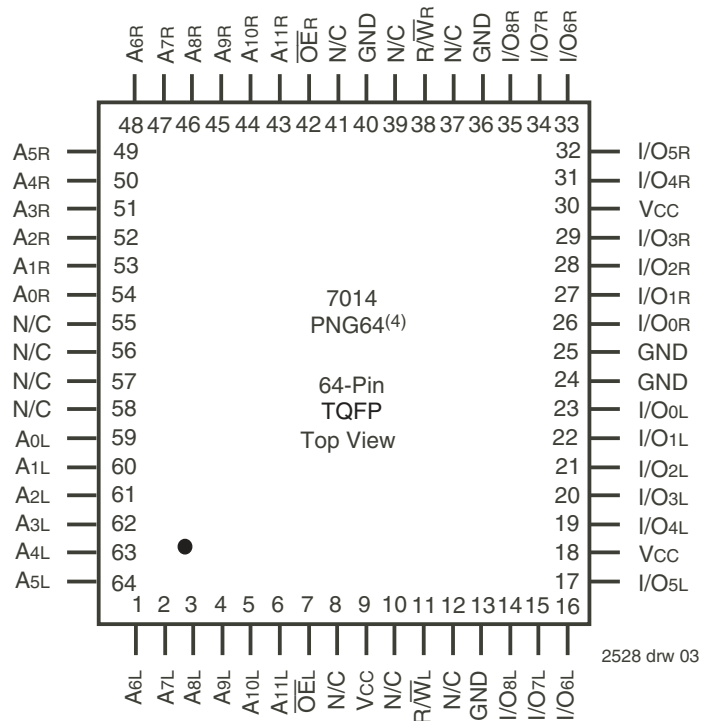 A6R A7R A8R A9R A10R A11R O̅E̅R N/C GND N/C R/W̅R N/C GND I/O8R I/O7R I/O6R
48 47 46 45 44 43 42 41 40 39 38 37 36 35 34 33
A5R 49 32 I/O5R
A4R 50 31 I/O4R
A3R 51 30 VCC
A2R 52 29 I/O3R
A1R 53 28 I/O2R
A0R 54 7014 27 I/O1R
N/C 55 PNG64(4) 26 I/O0R
N/C 56 25 GND
N/C 57 64-Pin 24 GND
N/C 58 TQFP 23 I/O0L
A0L 59 Top View 22 I/O1L
A1L 60 21 I/O2L
A2L 61 20 I/O3L
A3L 62 19 I/O4L
A4L 63 18 VCC
A5L 64 17 I/O5L
1 2 3 4 5 6 7 8 9 10 11 12 13 14 15 16
A6L A7L A8L A9L A10L A11L O̅E̅L N/C VCC N/C R/W̅L N/C GND I/O8L I/O7L I/O6L
2528 drw 03